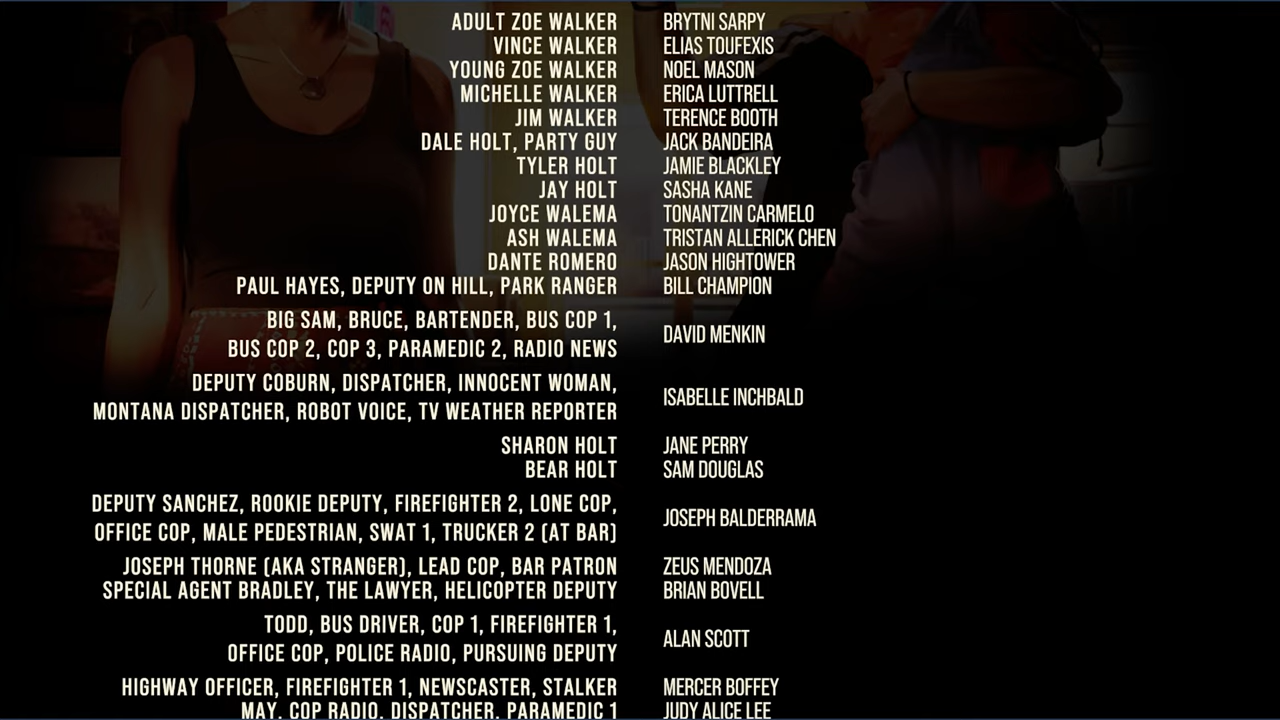 ADULT ZOE WALKER BRYTNI SARPY
VINCE WALKER ELIAS TOUFEXIS
YOUNG ZOE WALKER NOEL MASON
MICHELLE WALKER ERICA LUTTRELL
JIM WALKER TERENCE BOOTH
DALE HOLT, PARTY GUY JACK BANDEIRA
TYLER HOLT JAMIE BLACKLEY
JAY HOLT SASHA KANE
JOYCE WALEMA TONANTZIN CARMELO
ASH WALEMA TRISTAN ALLERICK CHEN
DANTE ROMERO JASON HIGHTOWER
PAUL HAYES, DEPUTY ON HILL, PARK RANGER BILL CHAMPION
BIG SAM, BRUCE, BARTENDER, BUS COP 1,
BUS COP 2, COP 3, PARAMEDIC 2, RADIO NEWS
DAVID MENKIN
DEPUTY COBURN, DISPATCHER, INNOCENT WOMAN,
MONTANA DISPATCHER, ROBOT VOICE, TV WEATHER REPORTER
ISABELLE INCHBALD
SHARON HOLT JANE PERRY
BEAR HOLT SAM DOUGLAS
DEPUTY SANCHEZ, ROOKIE DEPUTY, FIREFIGHTER 2, LONE COP,
OFFICE COP, MALE PEDESTRIAN, SWAT 1, TRUCKER 2 (AT BAR)
JOSEPH BALDERRAMA
JOSEPH THORNE (AKA STRANGER), LEAD COP, BAR PATRON ZEUS MENDOZA
SPECIAL AGENT BRADLEY, THE LAWYER, HELICOPTER DEPUTY BRIAN BOVELL
TODD, BUS DRIVER, COP 1, FIREFIGHTER 1,
OFFICE COP, POLICE RADIO, PURSUING DEPUTY
ALAN SCOTT
HIGHWAY OFFICER, FIREFIGHTER 1, NEWSCASTER, STALKER MERCER BOFFEY
MAY, COP RADIO, DISPATCHER, PARAMEDIC 1 JUDY ALICE LEE